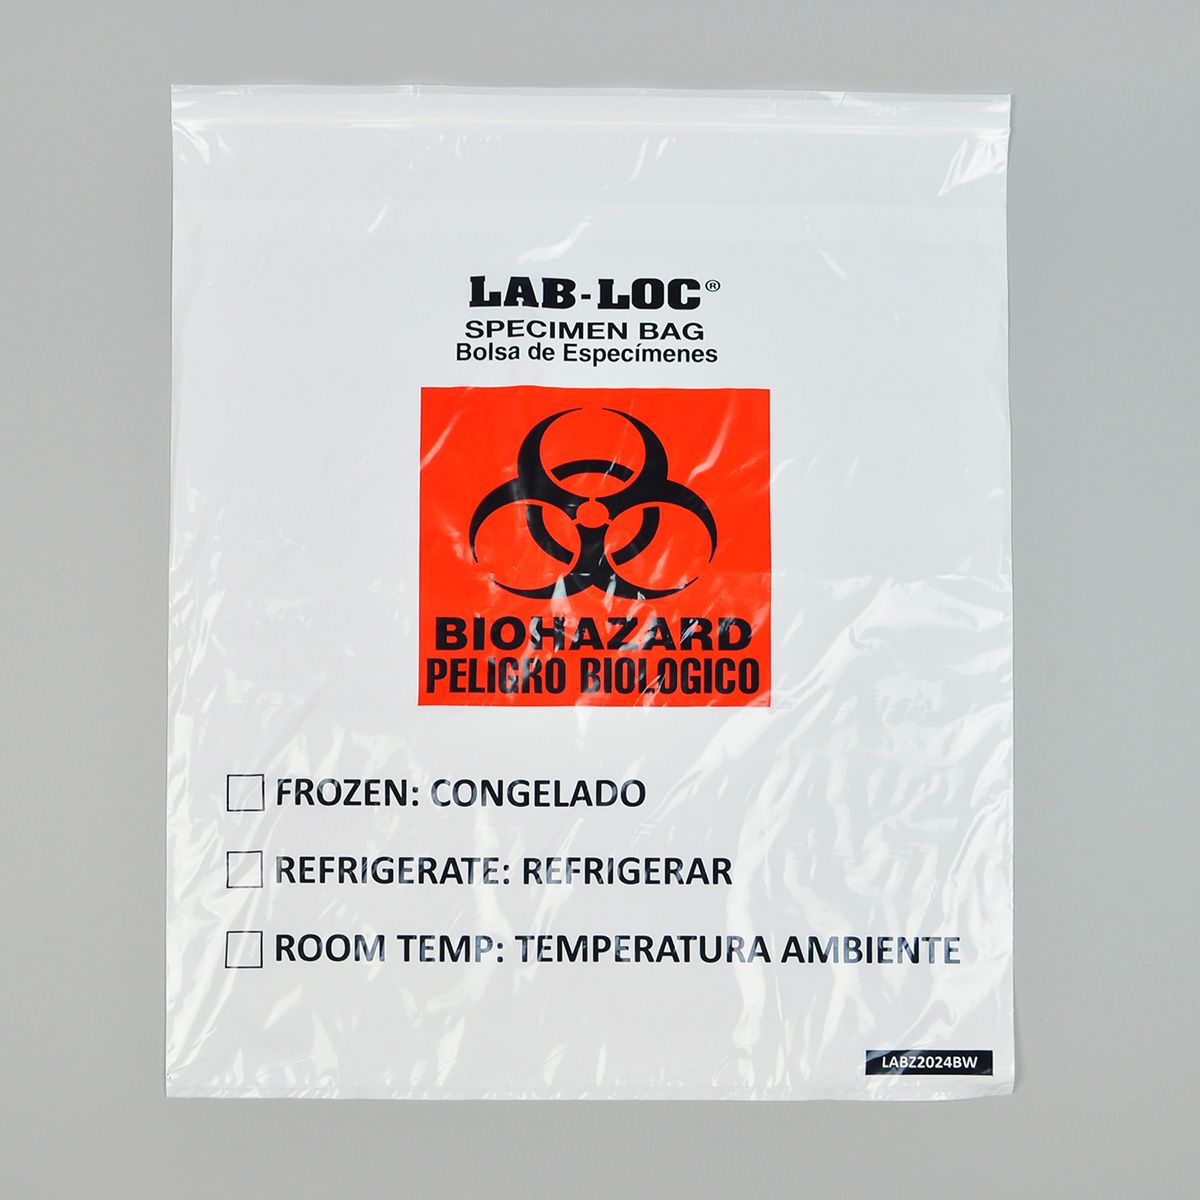 LAB-LOC®
SPECIMEN BAG
Bolsa de Especímenes
BIOHAZARD
PELIGRO BIOLOGICO
FROZEN: CONGELADO
REFRIGERATE: REFRIGERAR
ROOM TEMP: TEMPERATURA AMBIENTE
LABZ2024BW